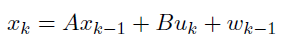 x_k = Ax_{k-1} + Bu_k + w_{k-1}